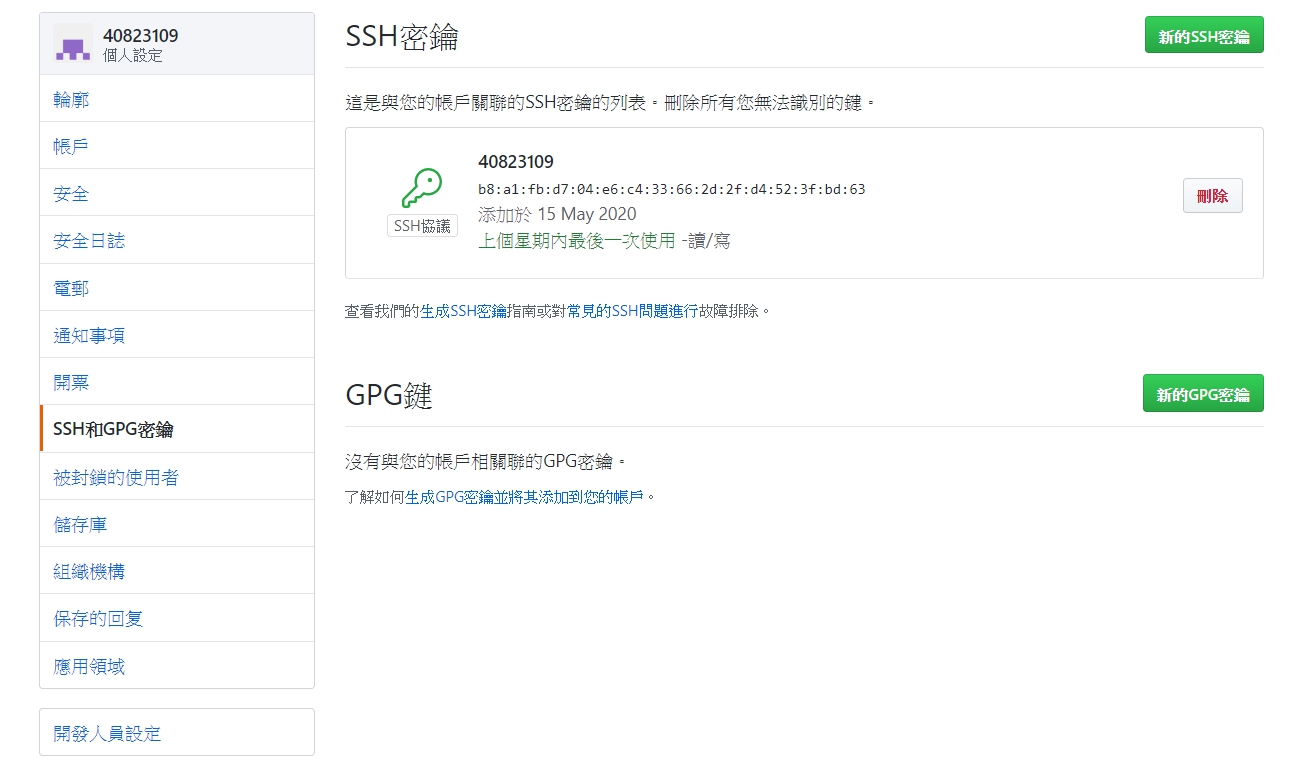 40823109
個人設定
輪廓
帳戶
安全
安全日誌
電郵
通知事項
開票
SSH和GPG密鑰
被封鎖的使用者
儲存庫
組織機構
保存的回复
應用領域
開發人員設定
SSH密鑰
新的SSH密鑰
這是與您的帳戶關聯的SSH密鑰的列表。刪除所有您無法識別的鍵。
40823109
b8:a1:fb:d7:04:e6:c4:33:66:2d:2f:d4:52:3f:bd:63
SSH協議
添加於 15 May 2020
上個星期內最後一次使用 -讀/寫
刪除
查看我們的生成SSH密鑰指南或對常見的SSH問題進行故障排除。
GPG鍵
新的GPG密鑰
沒有與您的帳戶相關聯的GPG密鑰。
了解如何生成GPG密鑰並將其添加到您的帳戶。